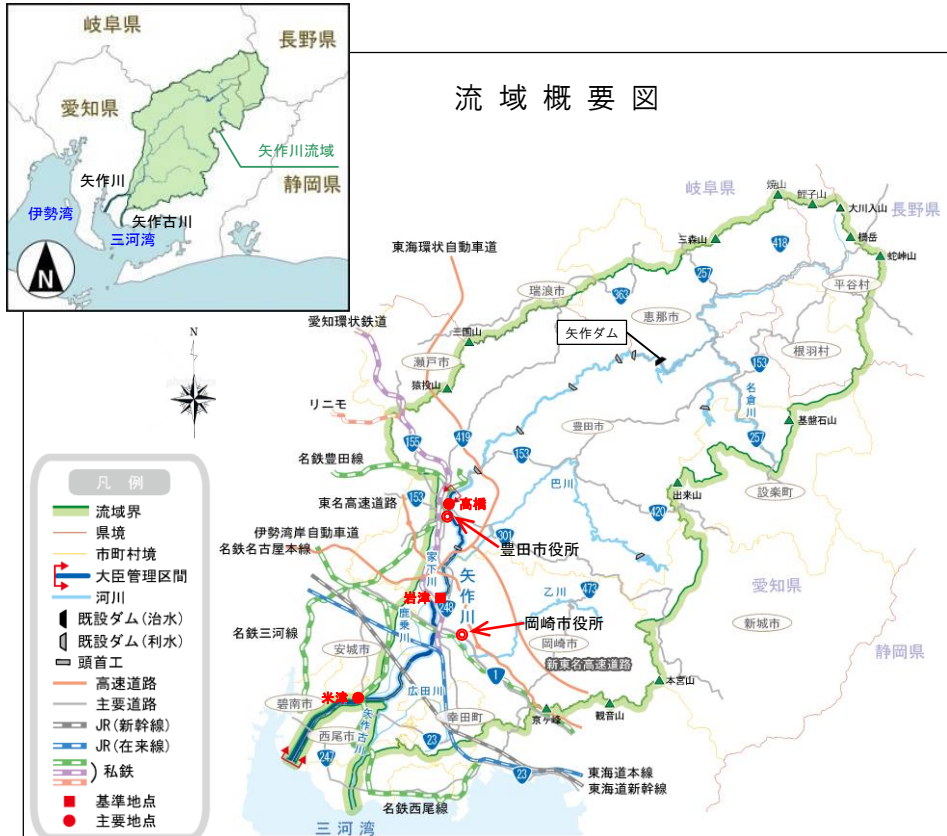 岐阜県
長野県
愛知県
矢作川流域
静岡県
矢作川
伊勢湾
矢作古川
三河湾
N
流域概要図
岐阜県
焼山
大川入山
長野県
三森山
418
横岳
蛇峠山
東海環状自動車道
257
平谷村
瑞浪市
363
恵那市
愛知環状鉄道
三国山
矢作ダム
根羽村
N
瀬戸市
153
猿投山
名倉川
リニモ
碁盤石山
419
豊田市
155
153
257
名鉄豊田線
設楽町
凡例
出来山
巴川
東名高速道路
153
高橋
420
流域界
伊勢湾岸自動車道
301
豊田市役所
県境
名鉄名古屋本線
家下川
市町村境
矢作川
愛知県
大臣管理区間
岩津
乙川
473
河川
248
既設ダム(治水)
鹿乗川
岡崎市役所
新城市
既設ダム(利水)
名鉄三河線
岡崎市
静岡県
頭首工
安城市
新東名高速道路
高速道路
1
本宮山
主要道路
米津
広田川
碧南市
京ヶ峰
観音山
JR(新幹線)
矢作古川
幸田町
JR(在来線)
西尾市
23
私鉄
247
東海道本線
23
東海道新幹線
基準地点
主要地点
名鉄西尾線
三河湾